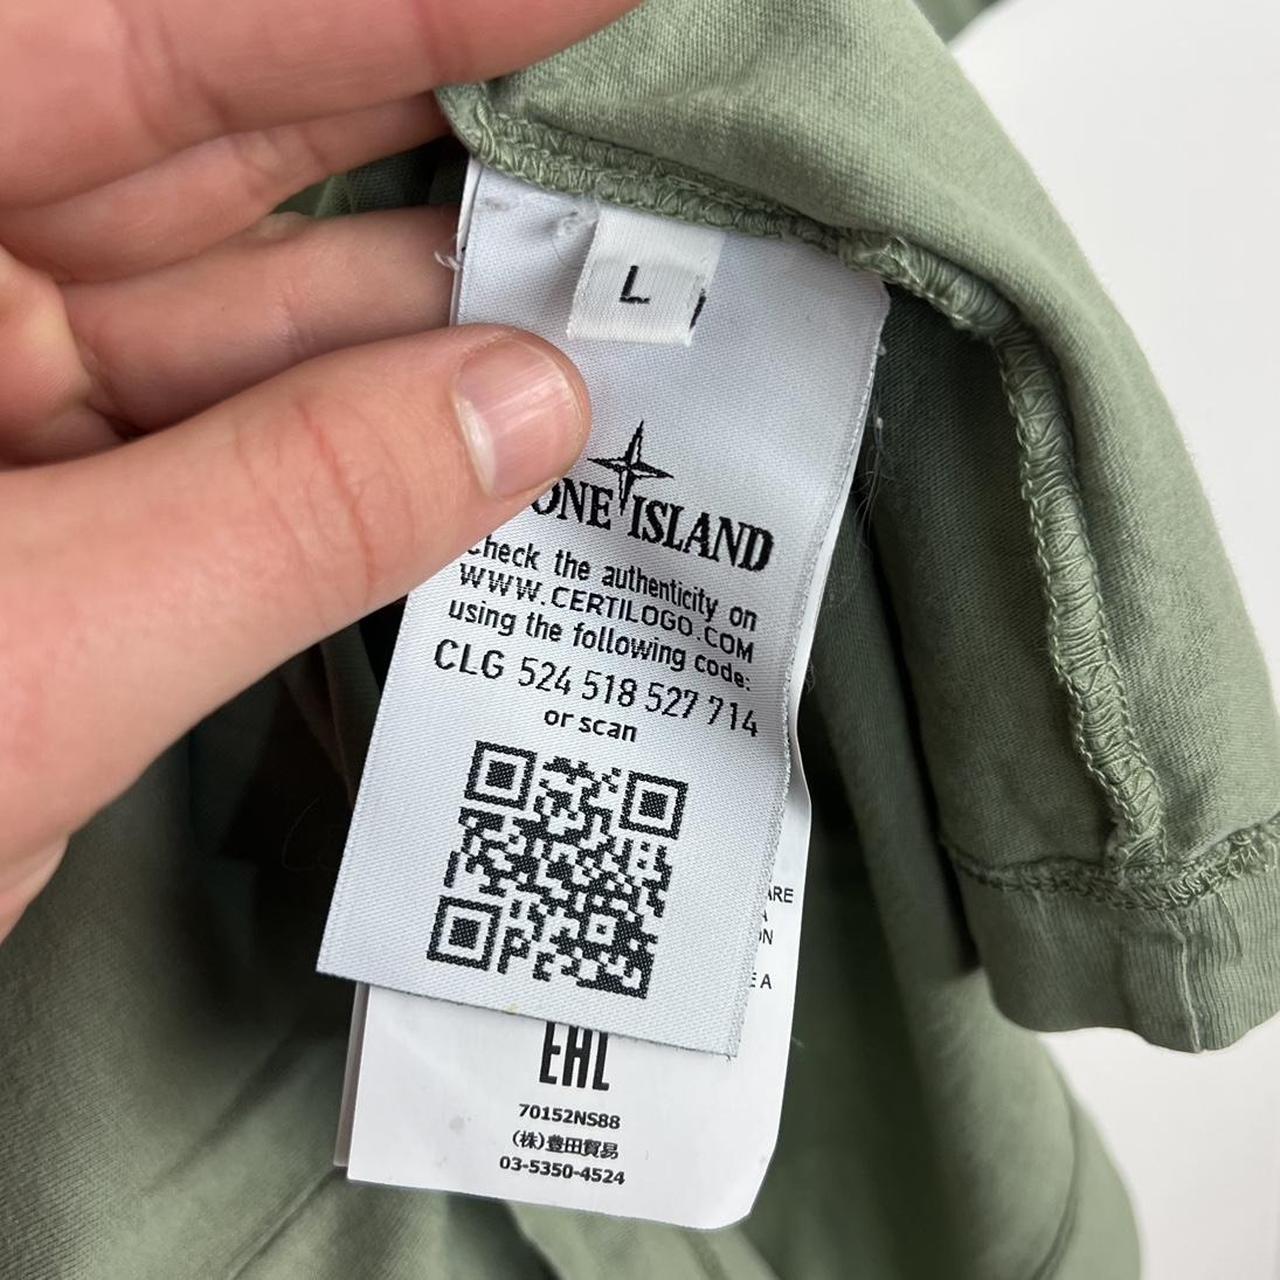 L
ONE ISLAND
Check the authenticity on
WWW.CERTILOGO.COM
using the following code:
CLG 524 518 527 714
or scan
ARE
A
ON
E A
EAC
70152NS88
(株)豊田貿易
03-5350-4524